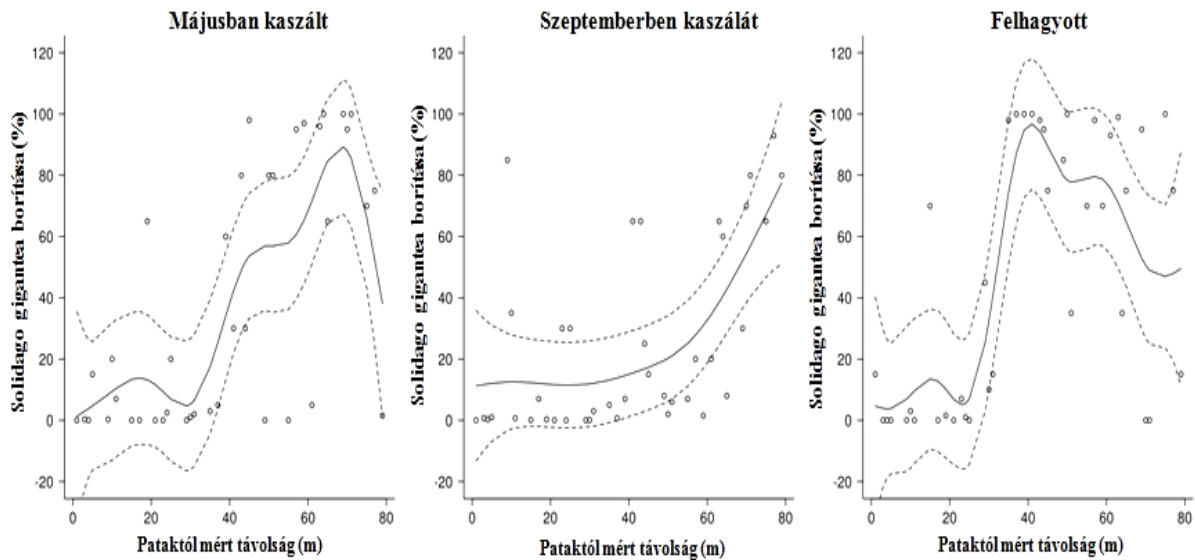 Májusban kaszált
Szeptemberben kaszálát
Felhagyott
Solidago gigantea borítása (%)
120
100
80
60
40
20
0
-20
0 20 40 60 80
Pataktól mért távolság (m)
Solidago gigantea borítása (%)
120
100
80
60
40
20
0
-20
0 20 40 60 80
Pataktól mért távolság (m)
Solidago gigantea borítása (%)
120
100
80
60
40
20
0
-20
0 20 40 60 80
Pataktól mért távolság (m)